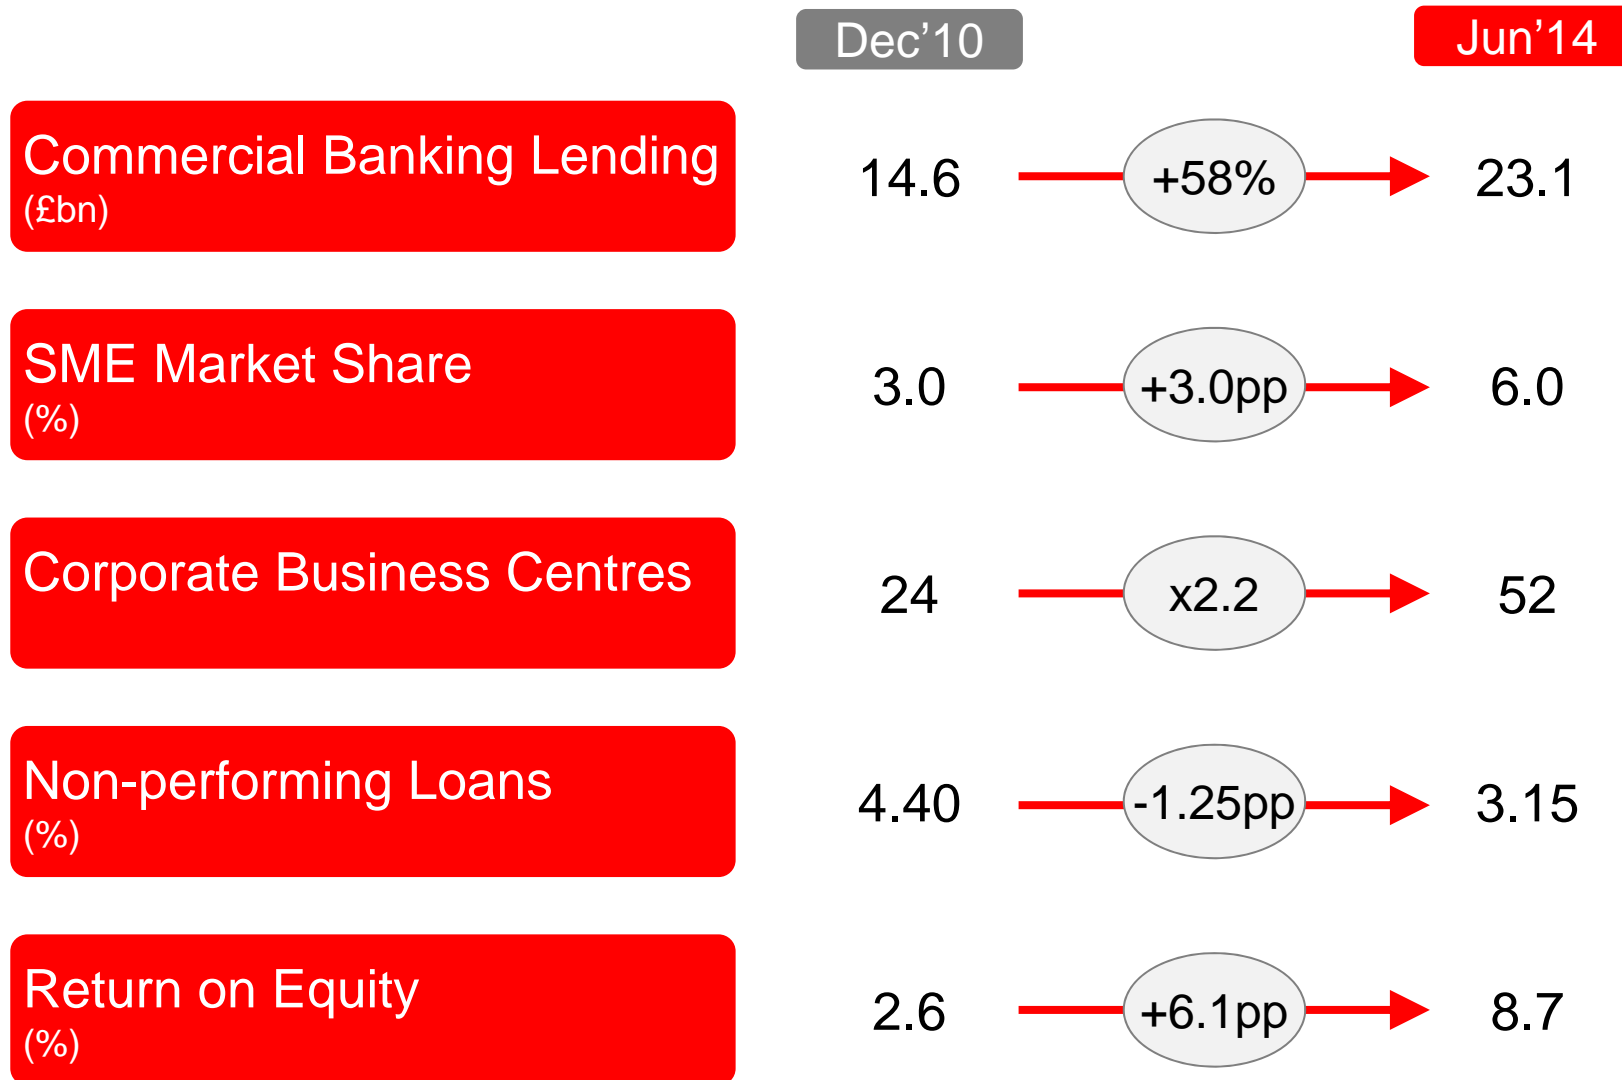 Dec’10 Jun’14
Commercial Banking Lending
(£bn)
14.6 +58% 23.1
SME Market Share
(%)
3.0 +3.0pp 6.0
Corporate Business Centres
24 x2.2 52
Non-performing Loans
(%)
4.40 -1.25pp 3.15
Return on Equity
(%)
2.6 +6.1pp 8.7